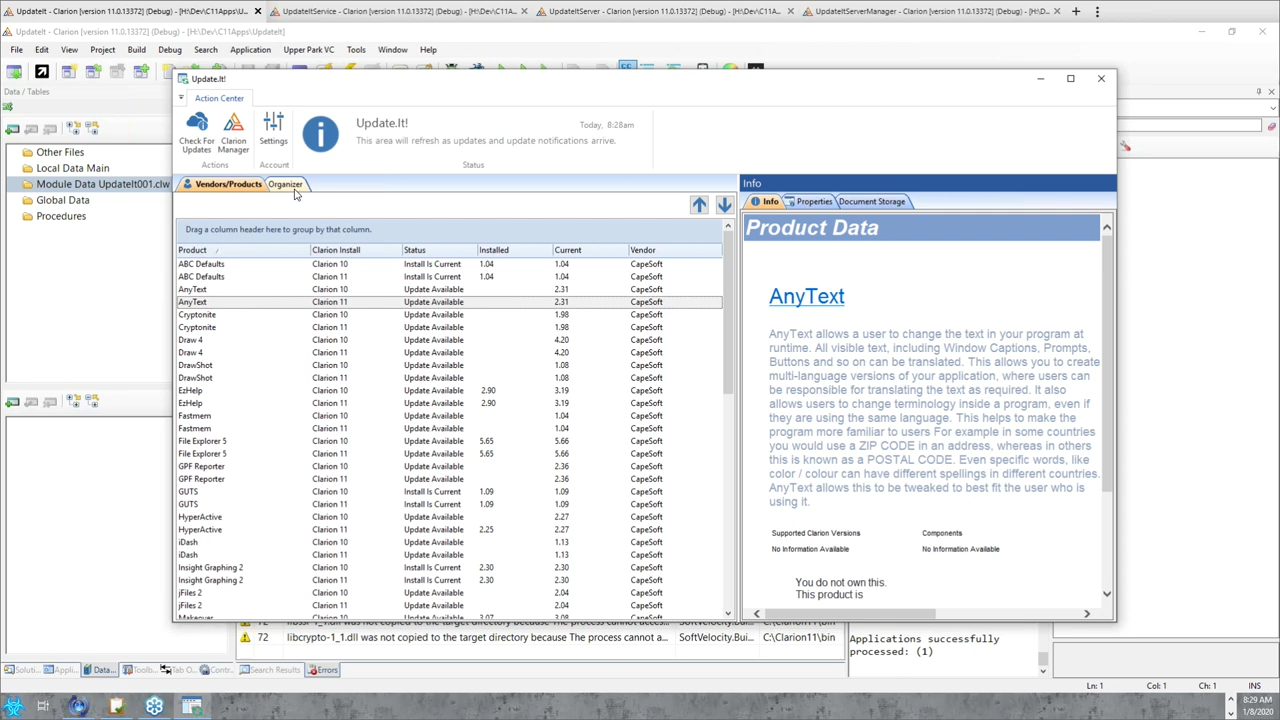 UpdateIt - Clarion [version 11.0.13372] (Debug) - [H:\Dev\C11Apps\U...
UpdateItService - Clarion [version 11.0.13372] (Debug) - [H:\Dev\C11A...
UpdateItServer - Clarion [version 11.0.13372] (Debug) - [H:\Dev\C11A...
UpdateItServerManager - Clarion [version 11.0.13372] (Debug) - [H:\De...
UpdateIt - Clarion [version 11.0.13372] (Debug) - [H:\Dev\C11Apps\UpdateIt]
File Edit View Project Build Debug Search Application Upper Park VC Tools Window Help
Data / Tables
Other Files
Local Data Main
Module Data UpdateIt001.clw
Global Data
Procedures
Update.It!
Action Center
Check For Updates
Clarion Manager
Settings
Actions Account
Update.It!
Today, 8:28am
This area will refresh as updates and update notifications arrive.
Status
Vendors/Products Organizer
Drag a column header here to group by that column.
Product / Clarion Install Status Installed Current Vendor
ABC Defaults Clarion 10 Install Is Current 1.04 1.04 CapeSoft
ABC Defaults Clarion 11 Install Is Current 1.04 1.04 CapeSoft
AnyText Clarion 10 Update Available 2.31 CapeSoft
AnyText Clarion 11 Update Available 2.31 CapeSoft
Cryptonite Clarion 10 Update Available 1.98 CapeSoft
Cryptonite Clarion 11 Update Available 1.98 CapeSoft
Draw 4 Clarion 10 Update Available 4.20 CapeSoft
Draw 4 Clarion 11 Update Available 4.20 CapeSoft
DrawShot Clarion 10 Update Available 1.08 CapeSoft
DrawShot Clarion 11 Update Available 1.08 CapeSoft
EzHelp Clarion 10 Update Available 2.90 3.19 CapeSoft
EzHelp Clarion 11 Update Available 2.90 3.19 CapeSoft
Fastmem Clarion 10 Update Available 1.04 CapeSoft
Fastmem Clarion 11 Update Available 1.04 CapeSoft
File Explorer 5 Clarion 10 Update Available 5.65 5.66 CapeSoft
File Explorer 5 Clarion 11 Update Available 5.65 5.66 CapeSoft
GPF Reporter Clarion 10 Update Available 2.36 CapeSoft
GPF Reporter Clarion 11 Update Available 2.36 CapeSoft
GUTS Clarion 10 Install Is Current 1.09 1.09 CapeSoft
GUTS Clarion 11 Install Is Current 1.09 1.09 CapeSoft
HyperActive Clarion 10 Update Available 2.27 CapeSoft
HyperActive Clarion 11 Update Available 2.25 2.27 CapeSoft
iDash Clarion 10 Update Available 1.13 CapeSoft
iDash Clarion 11 Update Available 1.13 CapeSoft
Insight Graphing 2 Clarion 10 Install Is Current 2.30 2.30 CapeSoft
Insight Graphing 2 Clarion 11 Install Is Current 2.30 2.30 CapeSoft
jFiles 2 Clarion 10 Update Available 2.04 CapeSoft
jFiles 2 Clarion 11 Update Available 2.04 CapeSoft
Makeover Clarion 10 Update Available 3.07 3.08 CapeSoft
Info
Info Properties Document Storage
Product Data
AnyText
AnyText allows a user to change the text in your program at
runtime. All visible text, including Window Captions, Prompts,
Buttons and so on can be translated. This allows you to create
multi-language versions of your application, where users can
be responsible for translating the text as required. It also
allows users to change terminology inside a program, even if
they are using the same language. This helps to make the
program more familiar to users For example in some countries
you would use a ZIP CODE in an address, whereas in others
this is known as a POSTAL CODE. Even specific words, like
color / colour can have different spellings in different countries.
AnyText allows this to be tweaked to best fit the user who is
using it.
Supported Clarion Versions Components
No Information Available No Information Available
You do not own this.
This product is
72 libcrypto-1_1.dll was not copied to the target directory because The process cannot a... SoftVelocity.Bui... C:\Clarion11\bin
Applications successfully
processed: (1)
Soluti... Appli... Data... Toolb... Tab O... Contr...
Search Results Errors
Ln: 1 Col: 1 Ch: 1 INS
8:29 AM
1/8/2020